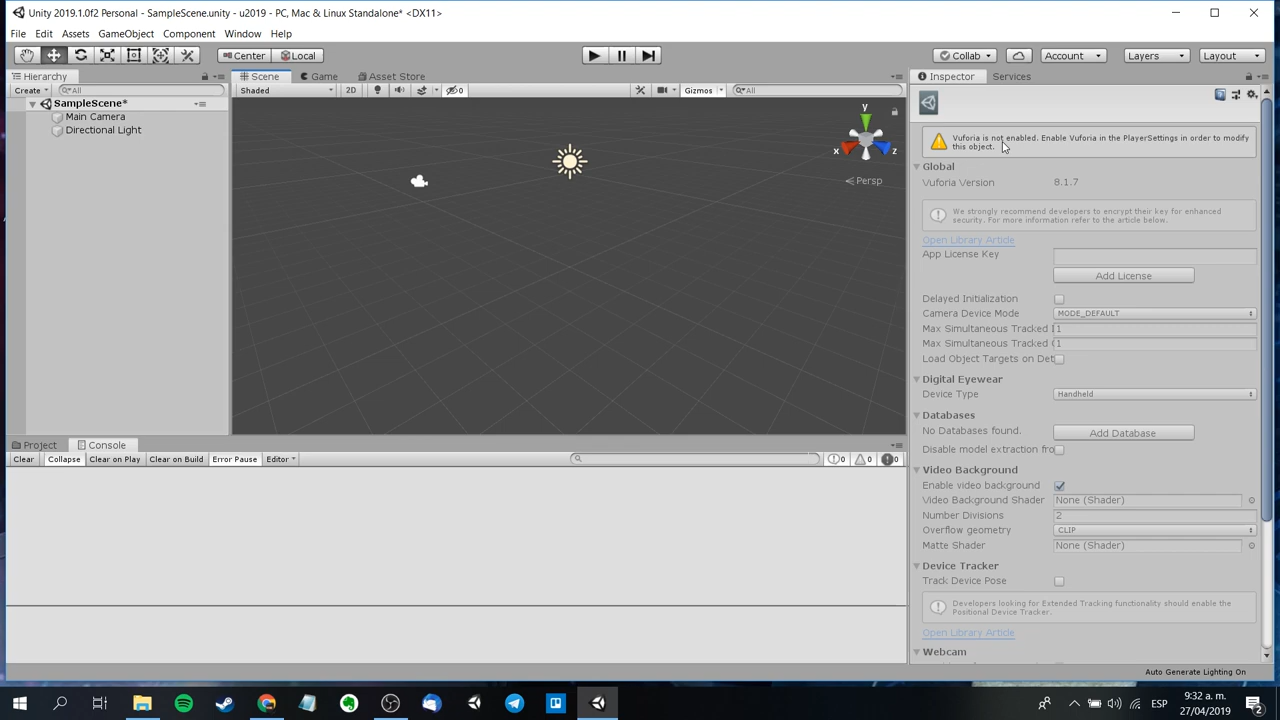 Unity 2019.1.0f2 Personal - SampleScene.unity - u2019 - PC, Mac & Linux Standalone* <DX11>
File Edit Assets GameObject Component Window Help
Center Local Collab Account Layers Layout
Hierarchy Scene Game Asset Store Inspector Services
Create All Shaded 2D 0 Gizmos All
SampleScene*
Main Camera
Directional Light
y
x z
Persp
Vuforia is not enabled. Enable Vuforia in the PlayerSettings in order to modify
this object.
Global
Vuforia Version 8.1.7
We strongly recommend developers to encrypt their key for enhanced
security. For more information refer to the article below.
Open Library Article
App License Key
Add License
Delayed Initialization
Camera Device Mode MODE_DEFAULT
Max Simultaneous Tracked 1
Max Simultaneous Tracked 1
Load Object Targets on Det
Digital Eyewear
Device Type Handheld
Databases
No Databases found. Add Database
Disable model extraction fro
Video Background
Enable video background
Video Background Shader None (Shader)
Number Divisions 2
Overflow geometry CLIP
Matte Shader None (Shader)
Device Tracker
Track Device Pose
Developers looking for Extended Tracking functionality should enable the
Positional Device Tracker.
Open Library Article
Webcam
Project Console
Clear Collapse Clear on Play Clear on Build Error Pause Editor 0 0 0
Auto Generate Lighting On
ESP
9:32 a. m.
27/04/2019
2